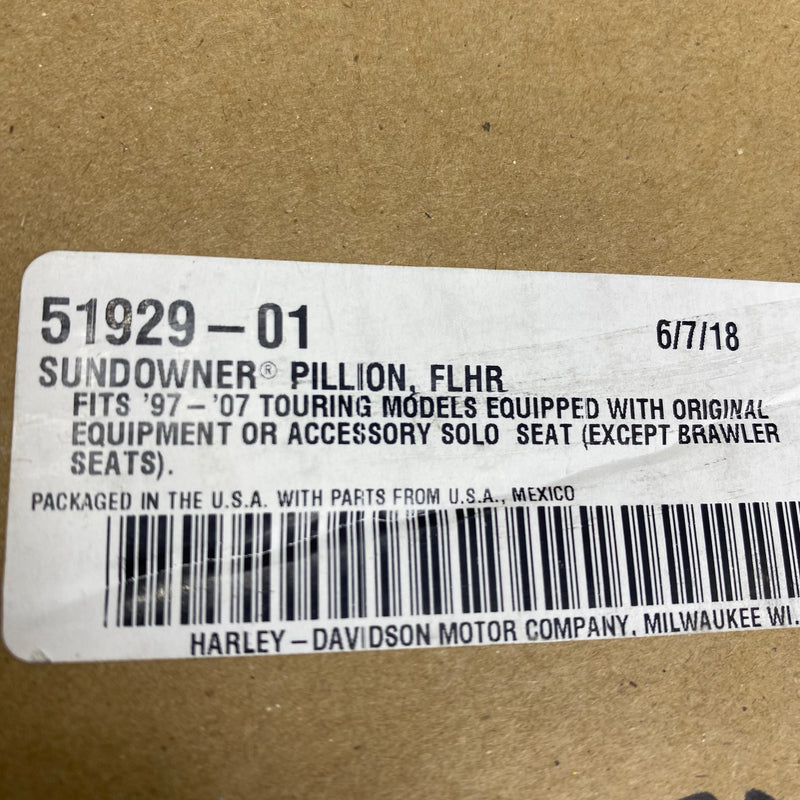 51929-01 6/7/18
SUNDOWNER® PILLION, FLHR
FITS '97-'07 TOURING MODELS EQUIPPED WITH ORIGINAL
EQUIPMENT OR ACCESSORY SOLO SEAT (EXCEPT BRAWLER
SEATS).
PACKAGED IN THE U.S.A. WITH PARTS FROM U.S.A., MEXICO
HARLEY-DAVIDSON MOTOR COMPANY, MILWAUKEE WI.